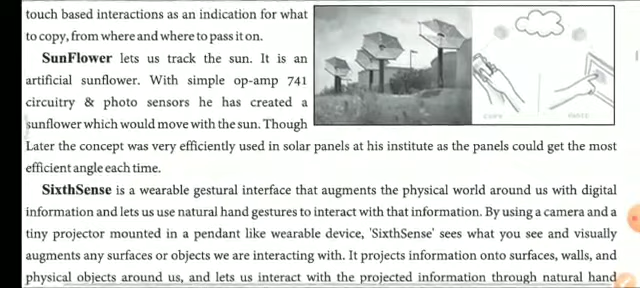 touch based interactions as an indication for what
to copy, from where and where to pass it on.
SunFlower lets us track the sun. It is an
artificial sunflower. With simple op-amp 741
circuitry & photo sensors he has created a
sunflower which would move with the sun. Though
Later the concept was very efficiently used in solar panels at his institute as the panels could get the most
efficient angle each time.
SixthSense is a wearable gestural interface that augments the physical world around us with digital
information and lets us use natural hand gestures to interact with that information. By using a camera and a
tiny projector mounted in a pendant like wearable device, 'SixthSense' sees what you see and visually
augments any surfaces or objects we are interacting with. It projects information onto surfaces, walls, and
physical objects around us, and lets us interact with the projected information through natural hand
COPY
PASTE